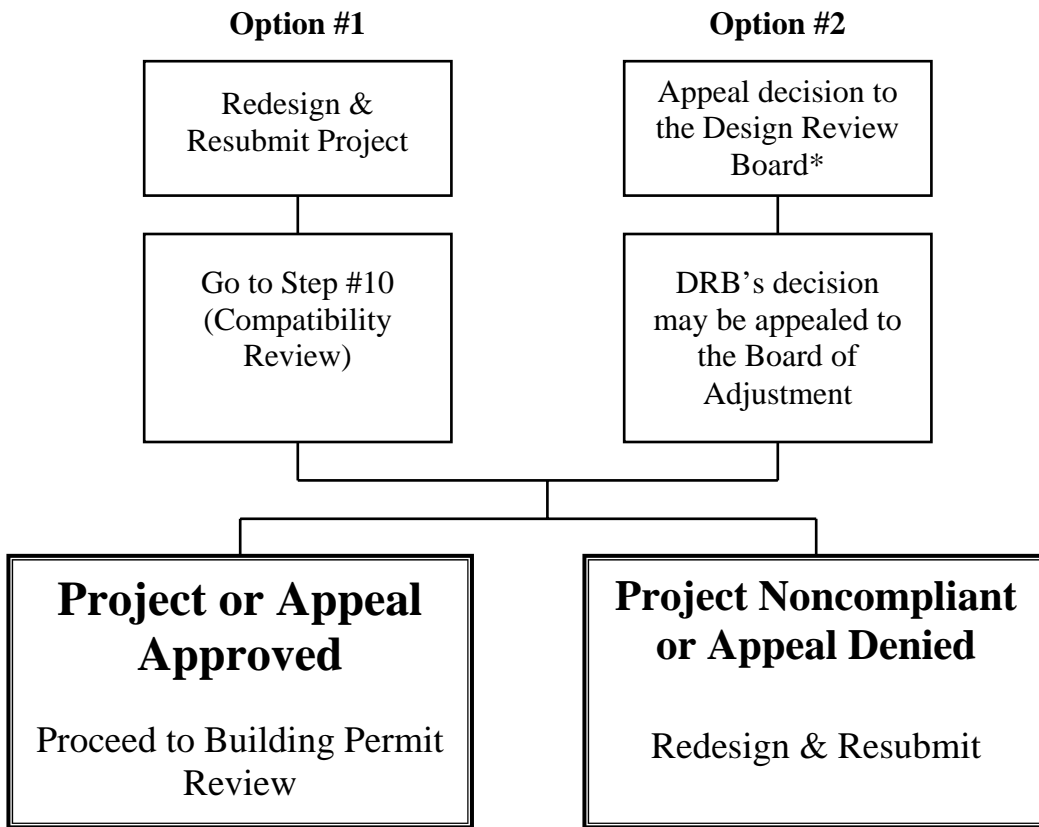 Option #1
Redesign &
Resubmit Project
Go to Step #10
(Compatibility
Review)
Option #2
Appeal decision to
the Design Review
Board*
DRB’s decision
may be appealed to
the Board of
Adjustment
Project or Appeal
Approved
Proceed to Building Permit
Review
Project Noncompliant
or Appeal Denied
Redesign & Resubmit